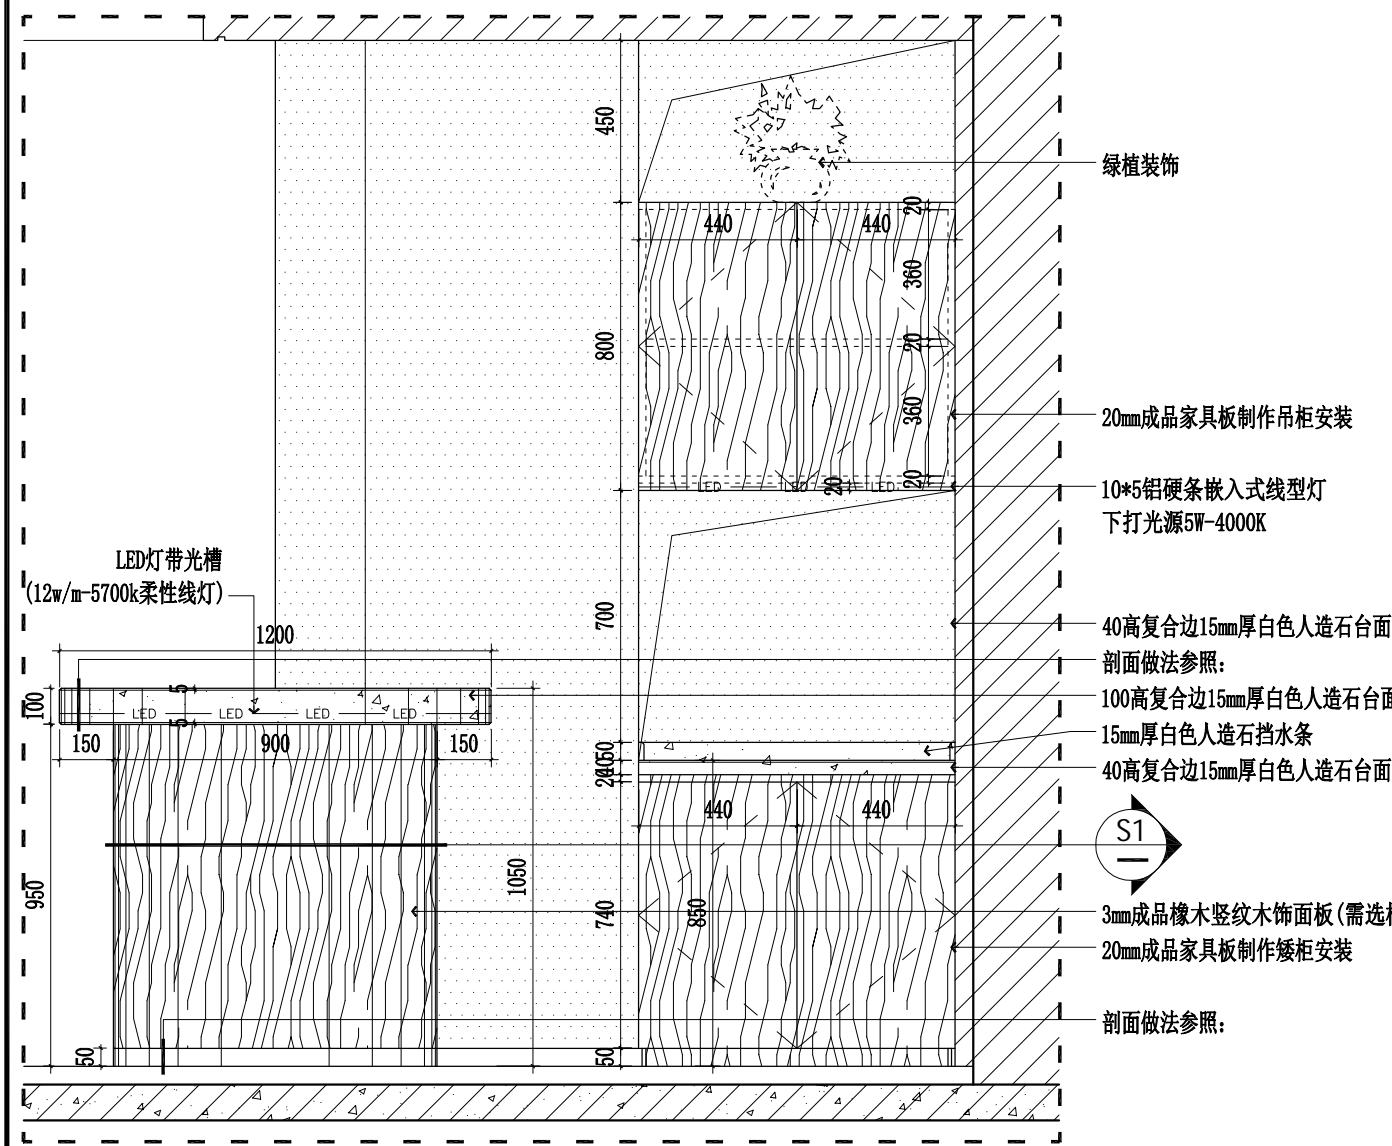 450
绿植装饰
20
440
440
360
800
20
360
20mm成品家具板制作吊柜安装
20
LED
LED
20
LED
10*5铝硬条嵌入式线型灯
下打光源5W-4000K
LED灯带光槽
(12w/m-5700k柔性线灯)
700
1200
40高复合边15mm厚白色人造石台面
剖面做法参照：
100
5
LED
LED
LED
LED
5
100高复合边15mm厚白色人造石台面
150
900
150
15mm厚白色人造石挡水条
50
40
20
40高复合边15mm厚白色人造石台面
440
440
S1
950
1050
740
850
3mm成品橡木竖纹木饰面板(需选
20mm成品家具板制作矮柜安装
剖面做法参照：
50
50